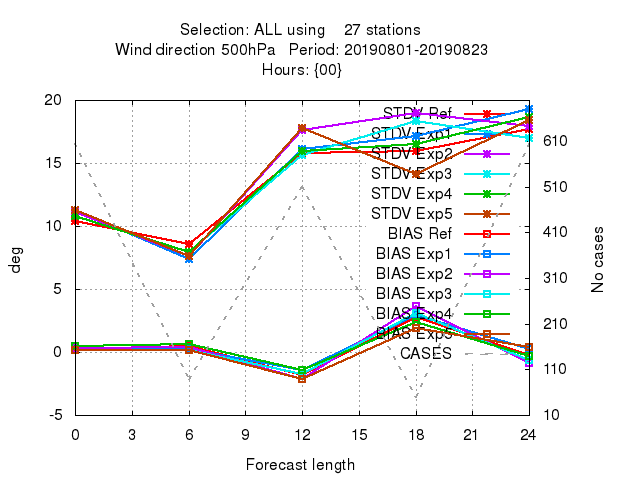 Selection: ALL using 27 stations
Wind direction 500hPa Period: 20190801-20190823
Hours: {00}
20
15
10
5
0
-5
deg
0 3 6 9 12 15 18 21 24
Forecast length
610
510
410
310
210
110
10
No cases
STDV Ref
STDV Exp1
STDV Exp2
STDV Exp3
STDV Exp4
STDV Exp5
BIAS Ref
BIAS Exp1
BIAS Exp2
BIAS Exp3
BIAS Exp4
BIAS Exp5
CASES